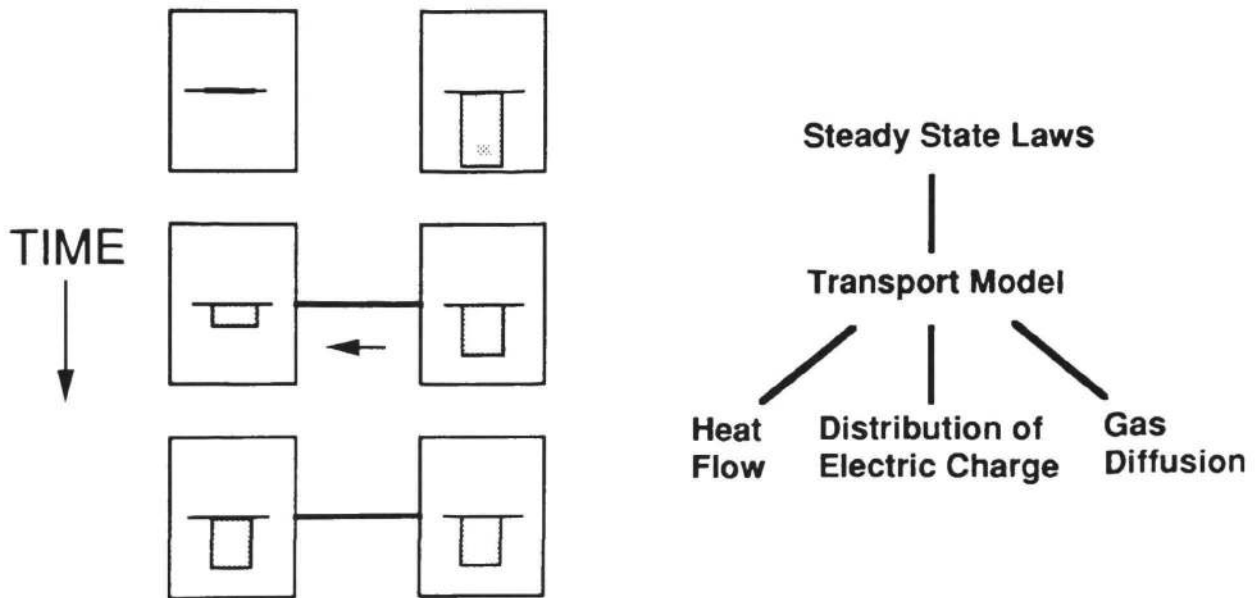 TIME
Steady State Laws
Transport Model
Heat
Flow
Distribution of
Electric Charge
Gas
Diffusion